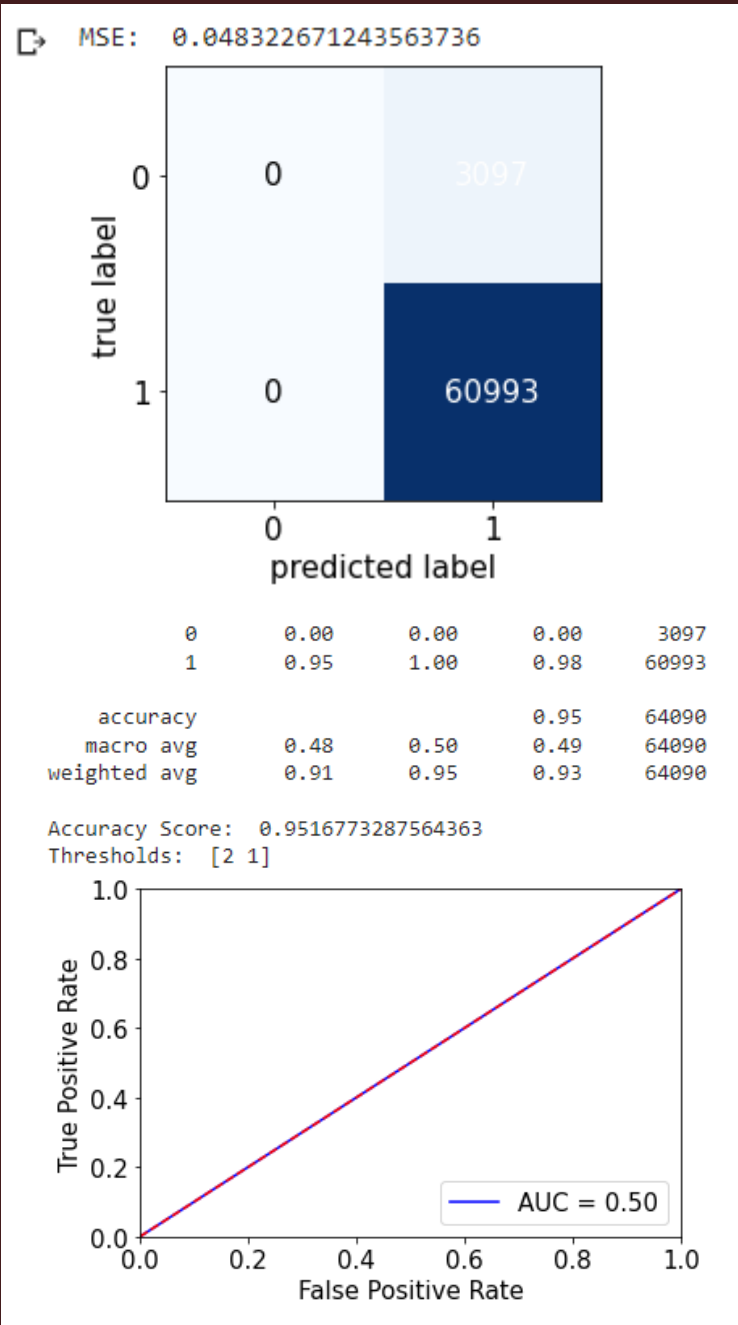 MSE: 0.048322671243563736
0
0
3097
true label
1
0
60993
0
1
predicted label
0 0.00 0.00 0.00 3097
1 0.95 1.00 0.98 60993
accuracy 0.95 64090
macro avg 0.48 0.50 0.49 64090
weighted avg 0.91 0.95 0.93 64090
Accuracy Score: 0.9516773287564363
Thresholds: [2 1]
1.0
0.8
0.6
0.4
0.2
0.0
True Positive Rate
AUC = 0.50
0.0 0.2 0.4 0.6 0.8 1.0
False Positive Rate